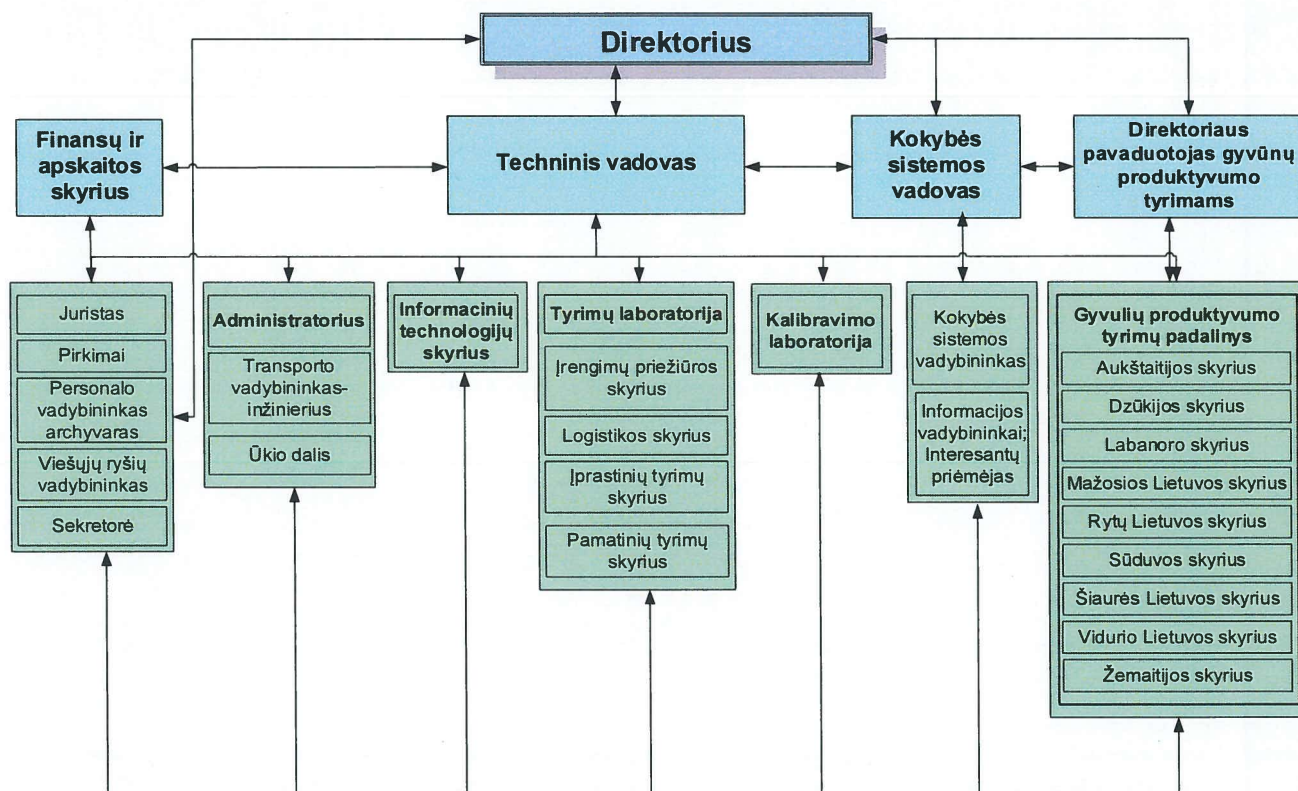 Direktorius
Finansų ir
apskaitos
skyrius
Techninis vadovas
Kokybės
sistemos
vadovas
Direktoriaus
pavaduotojas gyvūnų
produktyvumo
tyrimams
Juristas
Pirkimai
Personalo
vadybininkas
archyvaras
Viešųjų ryšių
vadybininkas
Sekretorė
Administratorius
Transporto
vadybininkas-
inžinierius
Ūkio dalis
Informacinių
technologijų
skyrius
Tyrimų laboratorija
Įrengimų priežiūros
skyrius
Logistikos skyrius
Įprastinių tyrimų
skyrius
Pamatinių tyrimų
skyrius
Kalibravimo
laboratorija
Kokybės
sistemos
vadybininkas
Informacijos
vadybininkai;
Interesantų
priėmėjas
Gyvulių produktyvumo
tyrimų padalinys
Aukštaitijos skyrius
Dzūkijos skyrius
Labanoro skyrius
Mažosios Lietuvos skyrius
Rytų Lietuvos skyrius
Sūduvos skyrius
Šiaurės Lietuvos skyrius
Vidurio Lietuvos skyrius
Žemaitijos skyrius